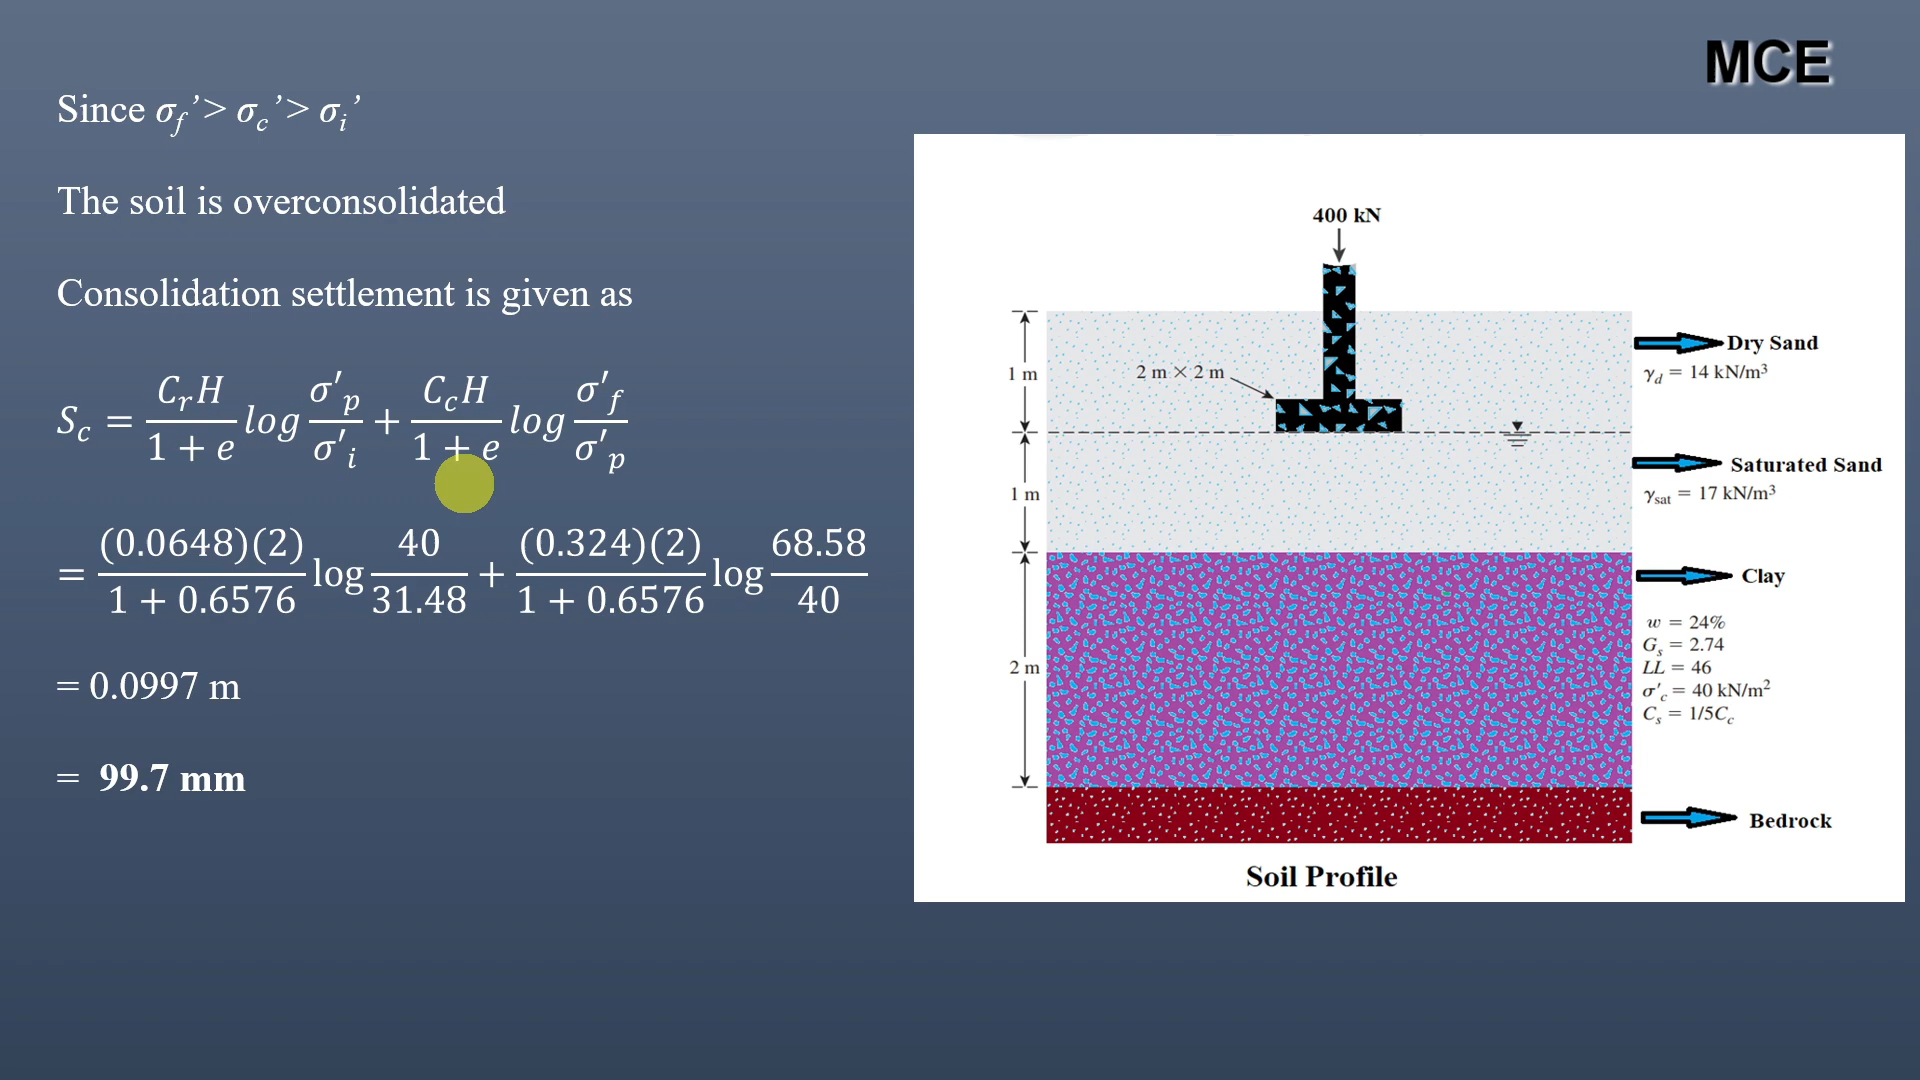 MCE
Since σ_f’> σ_c’> σ_i’
The soil is overconsolidated
Consolidation settlement is given as
S_c = C_rH/(1 + e) log σ′_p/σ′_i + C_cH/(1 + e) log σ′_f/σ′_p
= (0.0648)(2)/(1 + 0.6576) log 40/31.48 + (0.324)(2)/(1 + 0.6576) log 68.58/40
= 0.0997 m
= 99.7 mm
400 kN
1 m
2 m × 2 m
Dry Sand
γ_d = 14 kN/m³
1 m
Saturated Sand
γ_sat = 17 kN/m³
2 m
Clay
w = 24%
G_s = 2.74
LL = 46
σ′_c = 40 kN/m²
C_s = 1/5C_c
Bedrock
Soil Profile